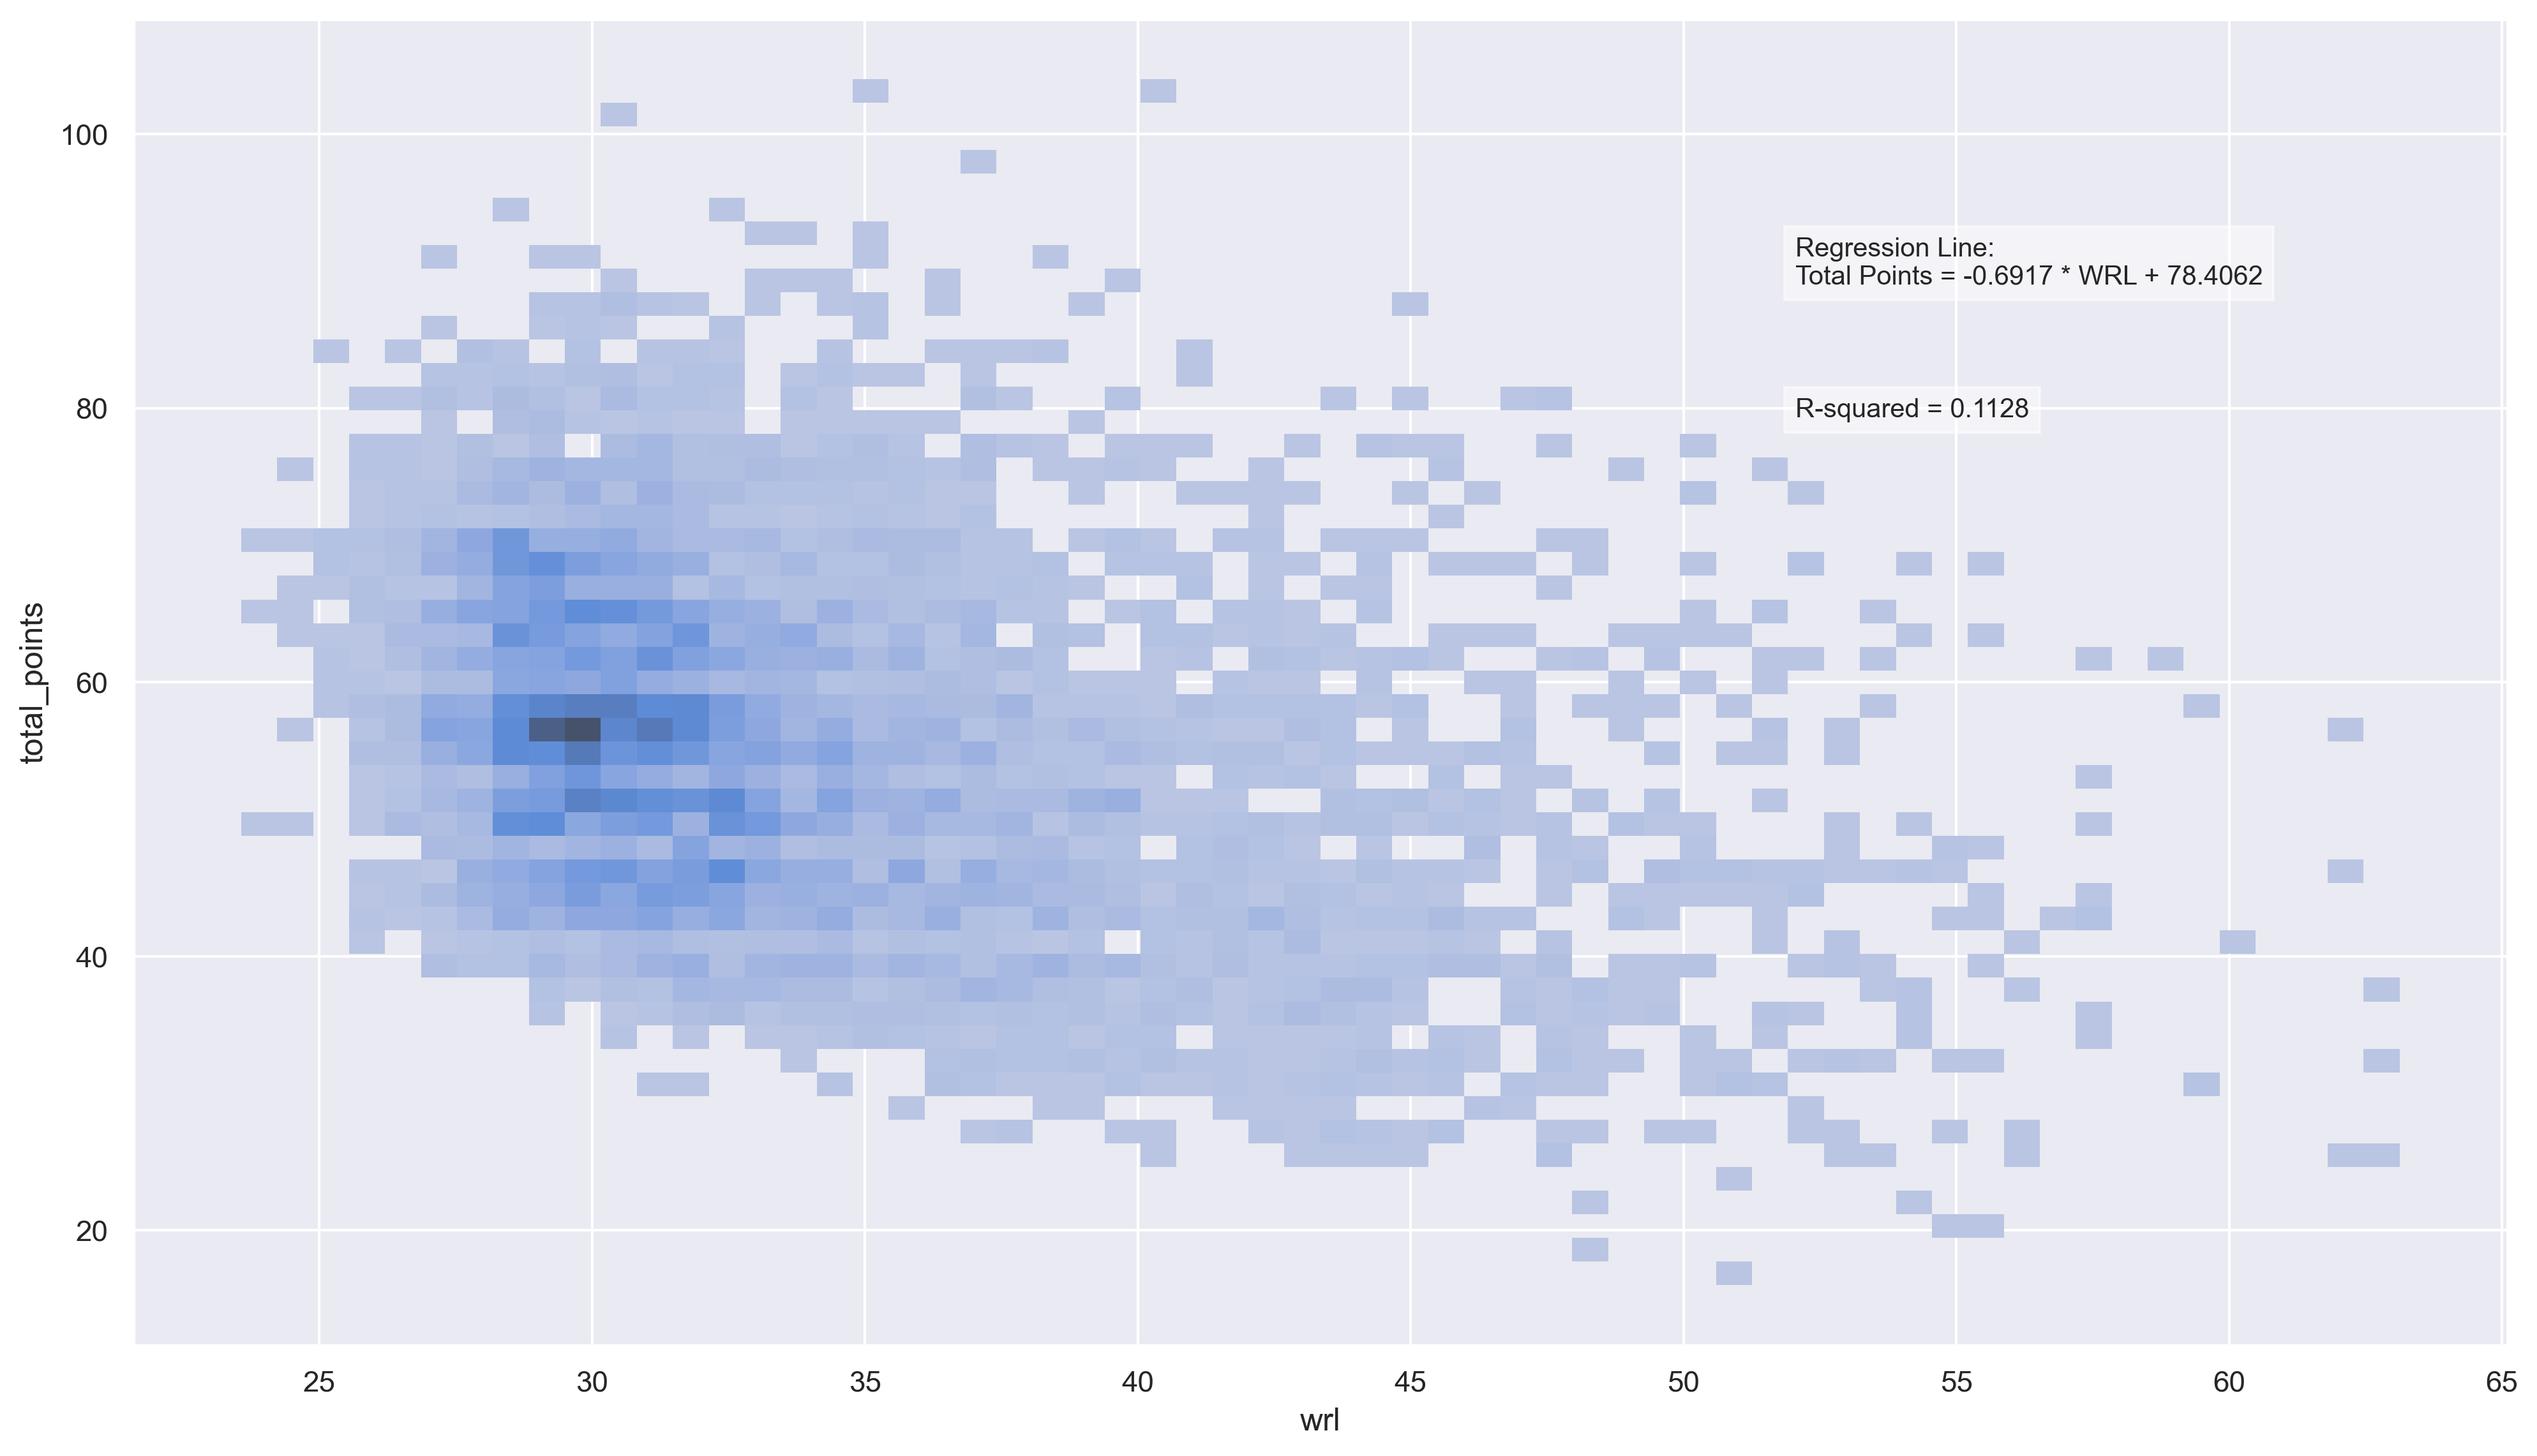 100
80
60
40
20
total_points
Regression Line:
Total Points = -0.6917 * WRL + 78.4062
R-squared = 0.1128
25 30 35 40 45 50 55 60 65
wrl